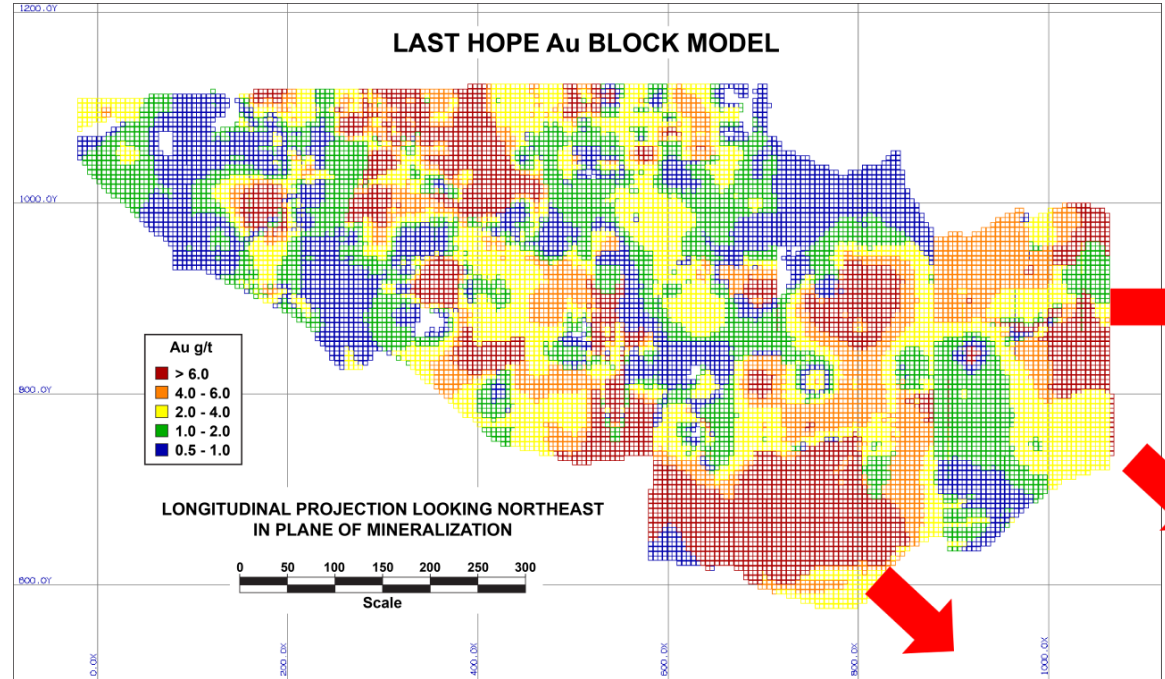 1200.0Y
LAST HOPE Au BLOCK MODEL
1000.0Y
Au g/t
> 6.0
4.0 - 6.0
2.0 - 4.0
1.0 - 2.0
0.5 - 1.0
800.0Y
LONGITUDINAL PROJECTION LOOKING NORTHEAST
IN PLANE OF MINERALIZATION
0 50 100 150 200 250 300
Scale
600.0Y
0.0X 200.0X 400.0X 600.0X 800.0X 1000.0X